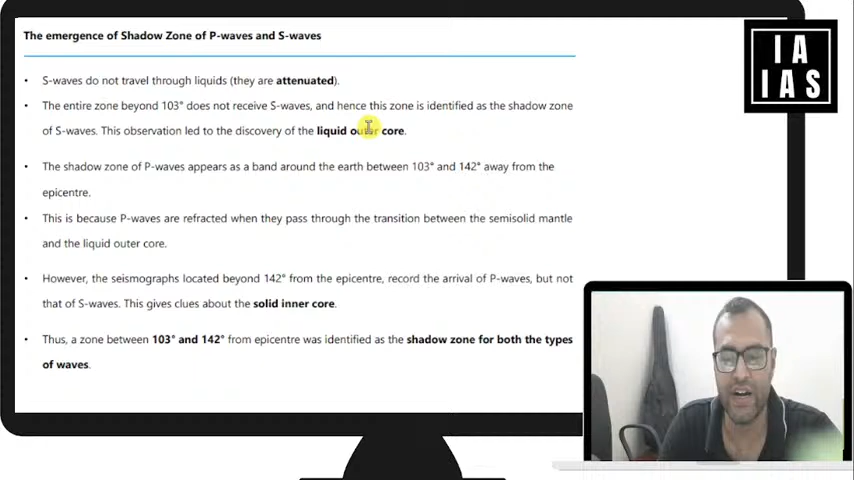 The emergence of Shadow Zone of P-waves and S-waves
I A
I A S
• S-waves do not travel through liquids (they are attenuated).
• The entire zone beyond 103° does not receive S-waves, and hence this zone is identified as the shadow zone
of S-waves. This observation led to the discovery of the liquid outer core.
• The shadow zone of P-waves appears as a band around the earth between 103° and 142° away from the
epicentre.
• This is because P-waves are refracted when they pass through the transition between the semisolid mantle
and the liquid outer core.
• However, the seismographs located beyond 142° from the epicentre, record the arrival of P-waves, but not
that of S-waves. This gives clues about the solid inner core.
• Thus, a zone between 103° and 142° from epicentre was identified as the shadow zone for both the types
of waves.